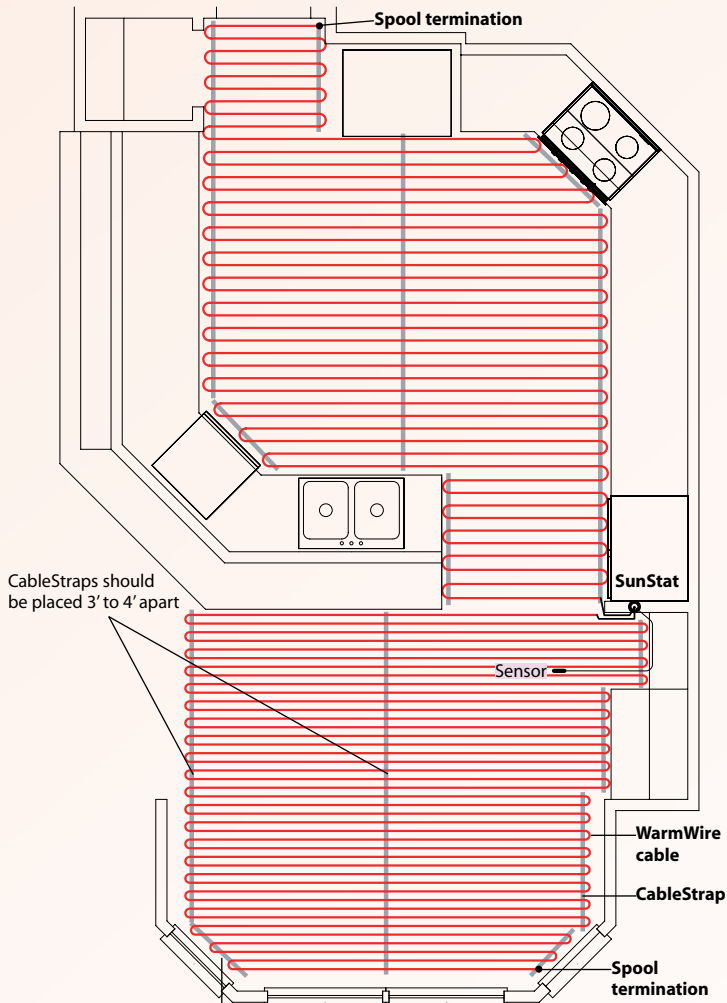 Spool termination
CableStraps should
be placed 3’ to 4’ apart
SunStat
Sensor
WarmWire
cable
CableStrap
Spool
termination